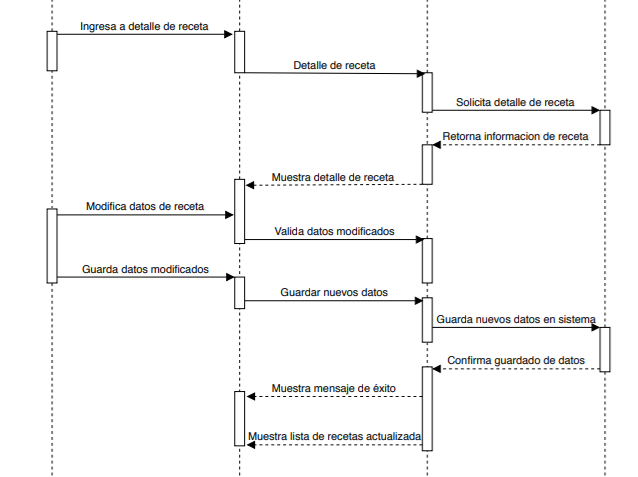 Ingresa a detalle de receta
Detalle de receta
Solicita detalle de receta
Retorna informacion de receta
Muestra detalle de receta
Modifica datos de receta
Valida datos modificados
Guarda datos modificados
Guardar nuevos datos
Guarda nuevos datos en sistema
Confirma guardado de datos
Muestra mensaje de éxito
Muestra lista de recetas actualizada